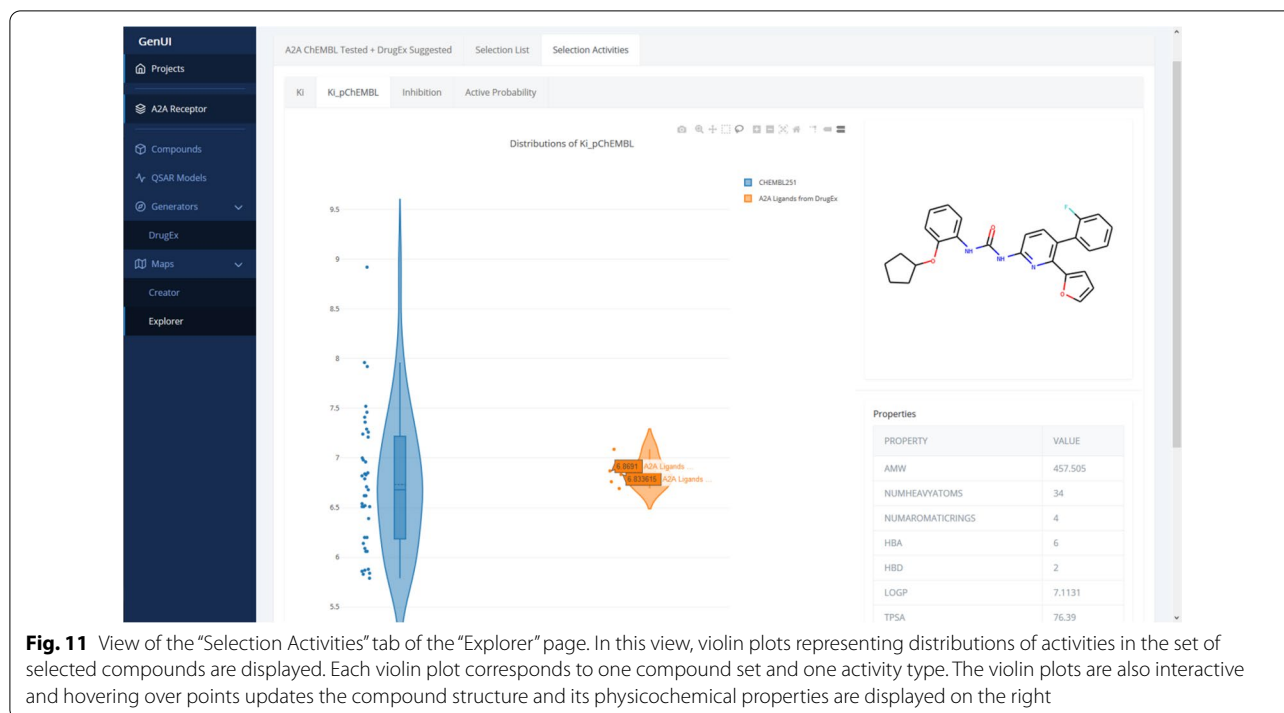 GenUI
Projects
A2A Receptor
Compounds
QSAR Models
Generators
DrugEx
Maps
Creator
Explorer
A2A ChEMBL Tested + DrugEx Suggested Selection List Selection Activities
Ki Ki_pChEMBL Inhibition Active Probability
Distributions of Ki_pChEMBL
CHEMBL251
A2A Ligands from DrugEx
9.5
9
8.5
8
7.5
7
6.5
6
5.5
6.8691 A2A Ligands ...
6.833615 A2A Ligands ...
F
O
O
NH
NH
N
O
Properties
PROPERTY VALUE
AMW 457.505
NUMHEAVYATOMS 34
NUMAROMATICRINGS 4
HBA 6
HBD 2
LOGP 7.1131
TPSA 76.39
Fig. 11 View of the “Selection Activities” tab of the “Explorer” page. In this view, violin plots representing distributions of activities in the set of
selected compounds are displayed. Each violin plot corresponds to one compound set and one activity type. The violin plots are also interactive
and hovering over points updates the compound structure and its physicochemical properties are displayed on the right